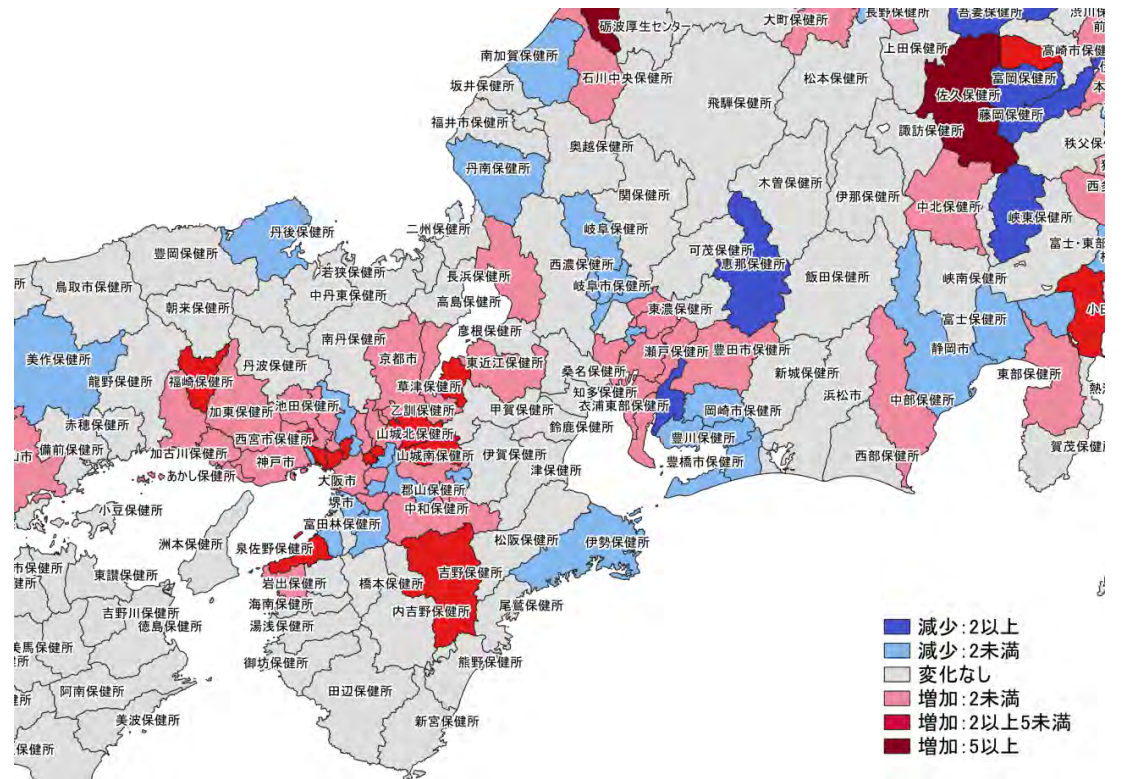 砺波厚生センター
大町保健所
長野保健所
吾妻保健所
渋川保
前
南加賀保健所
上田保健所
高崎市保健
石川中央保健所
松本保健所
富岡保健所
坂井保健所
飛騨保健所
佐久保健所
本
藤岡保健所
福井市保健所
諏訪保健所
奥越保健所
秩父保
丹南保健所
木曽保健所
伊那保健所
関保健所
西多
中北保健所
峡東保健所
丹後保健所
二州保健所
岐阜保健所
豊岡保健所
可茂保健所
富士・東部
西濃保健所
恵那保健所
若狭保健所
長浜保健所
飯田保健所
峡南保健所
鳥取市保健所
岐阜市保健所
中丹東保健所
高島保健所
朝来保健所
東濃保健所
小田
富士保健所
彦根保健所
南丹保健所
静岡市
美作保健所
京都市
東近江保健所
瀬戸保健所
豊田市保健所
丹波保健所
桑名保健所
新城保健所
東部保健所
龍野保健所
福崎保健所
草津保健所
知多保健所
浜松市
中部保健所
熱海
池田保健所
乙訓保健所
甲賀保健所
衣浦東部保健所
加東保健所
岡崎市保健所
赤穂保健所
鈴鹿保健所
山城北保健所
西宮市保健所
豊川保健所
賀茂保健所
備前保健所
加古川保健所
山城南保健所
伊賀保健所
西部保健所
山市
神戸市
豊橋市保健所
あかし保健所
津保健所
大阪市
郡山保健所
堺市
中和保健所
小豆保健所
富田林保健所
洲本保健所
泉佐野保健所
松阪保健所
伊勢保健所
市保健所
東讃保健所
岩出保健所
橋本保健所
吉野保健所
健所
海南保健所
尾鷲保健所
吉野川保健所
内吉野保健所
徳島保健所
湯浅保健所
美馬保健所
御坊保健所
熊野保健所
阿南保健所
田辺保健所
美波保健所
新宮保健所
保健所
減少:2以上
減少:2未満
変化なし
増加:2未満
増加:2以上5未満
増加:5以上